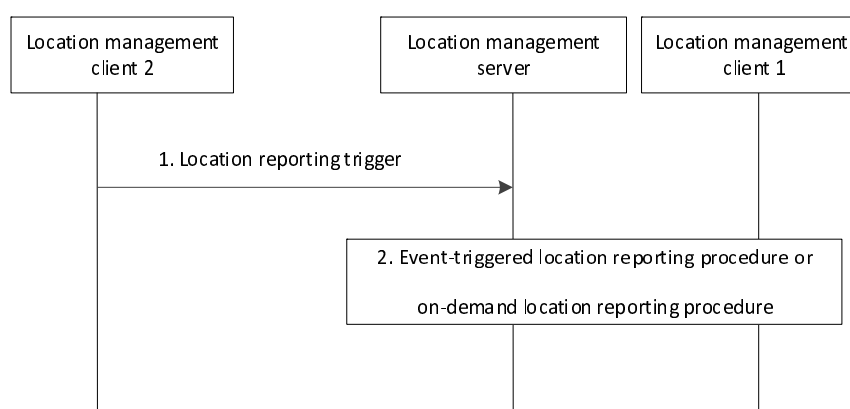 Location management
client 2
Location management
server
Location management
client 1
1. Location reporting trigger
2. Event-triggered location reporting procedure or
on-demand location reporting procedure